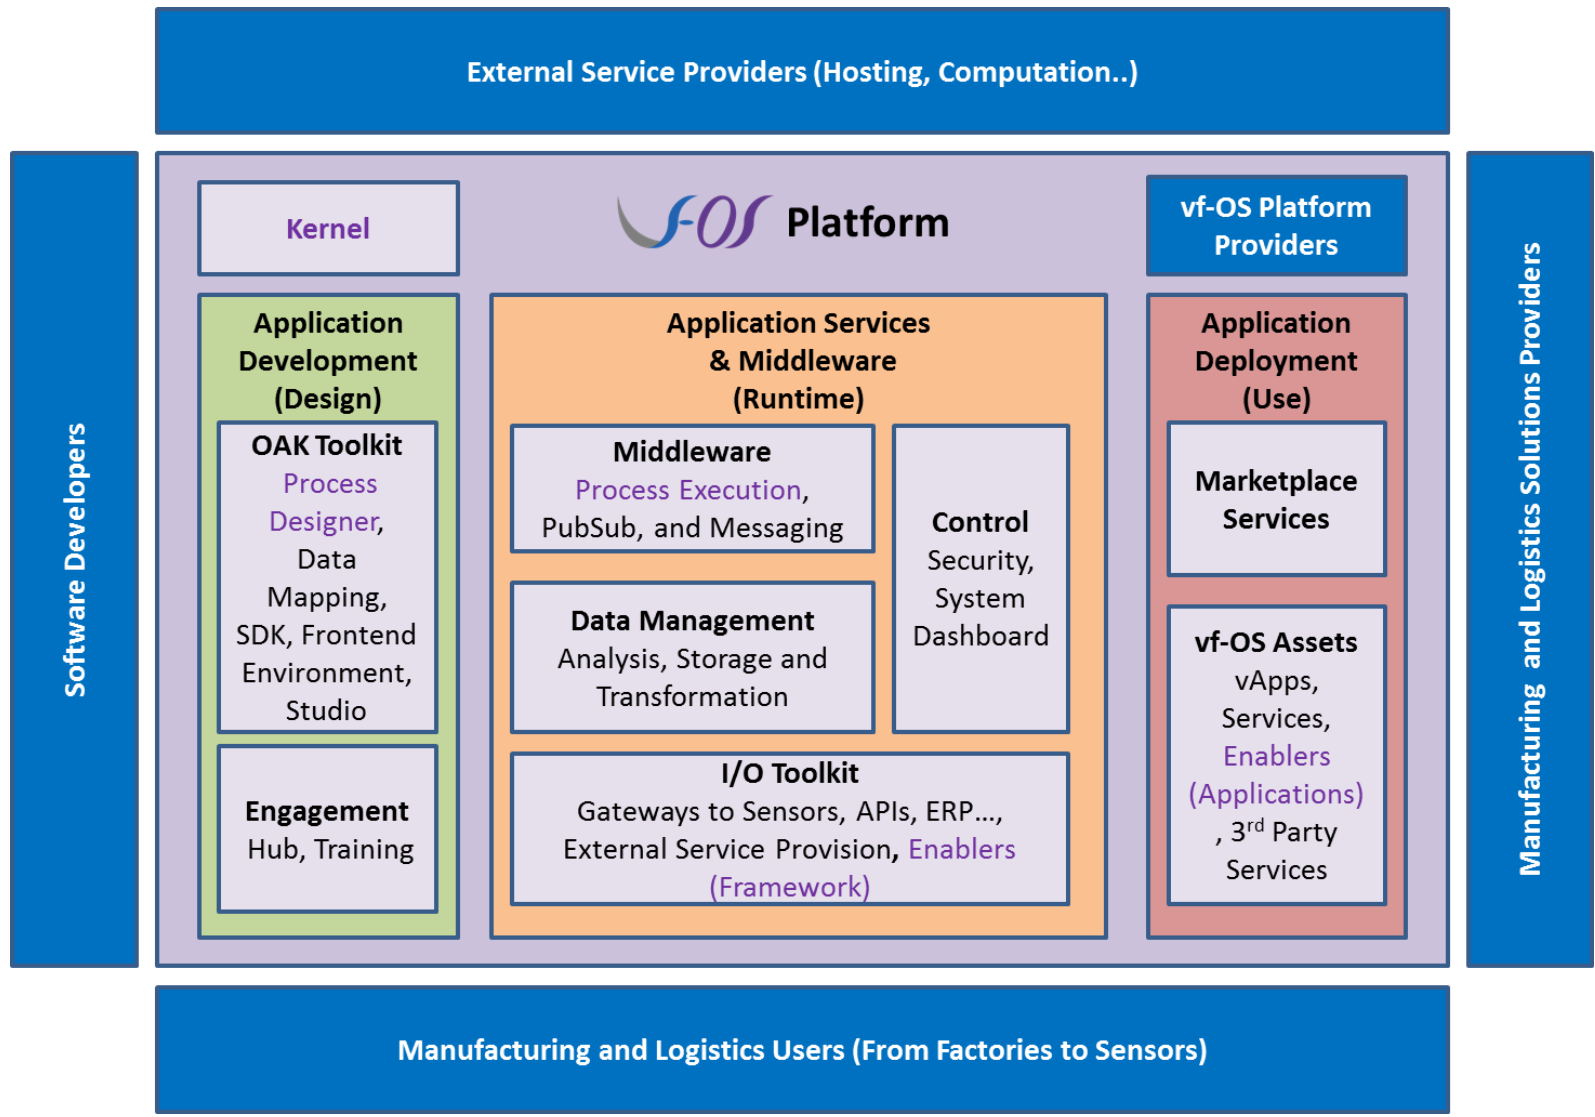 External Service Providers (Hosting, Computation..)
Software Developers
Kernel
vf-OS Platform
vf-OS Platform
Providers
Application
Development
(Design)
OAK Toolkit
Process
Designer,
Data
Mapping,
SDK, Frontend
Environment,
Studio
Engagement
Hub, Training
Application Services
& Middleware
(Runtime)
Middleware
Process Execution,
PubSub, and Messaging
Data Management
Analysis, Storage and
Transformation
Control
Security,
System
Dashboard
I/O Toolkit
Gateways to Sensors, APIs, ERP...,
External Service Provision, Enablers
(Framework)
Application
Deployment
(Use)
Marketplace
Services
vf-OS Assets
vApps,
Services,
Enablers
(Applications)
, 3rd Party
Services
Manufacturing and Logistics Solutions Providers
Manufacturing and Logistics Users (From Factories to Sensors)